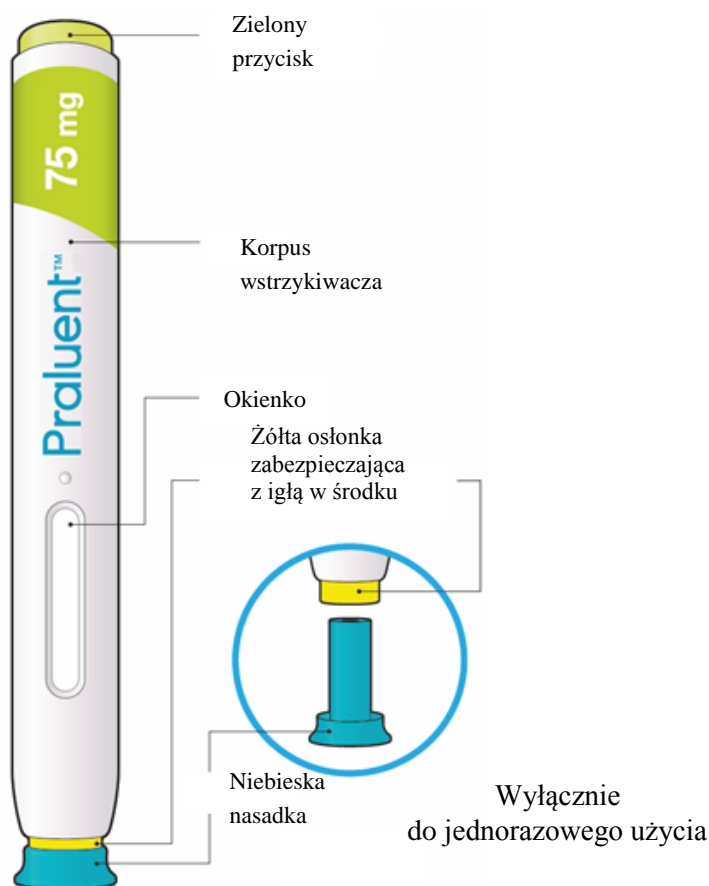 Zielony
przycisk
75 mg
Korpus
wstrzykiwacza
Praluent™
Okienko
Żółta osłonka
zabezpieczająca
z igłą w środku
Niebieska
nasadka
Wyłącznie
do jednorazowego użycia